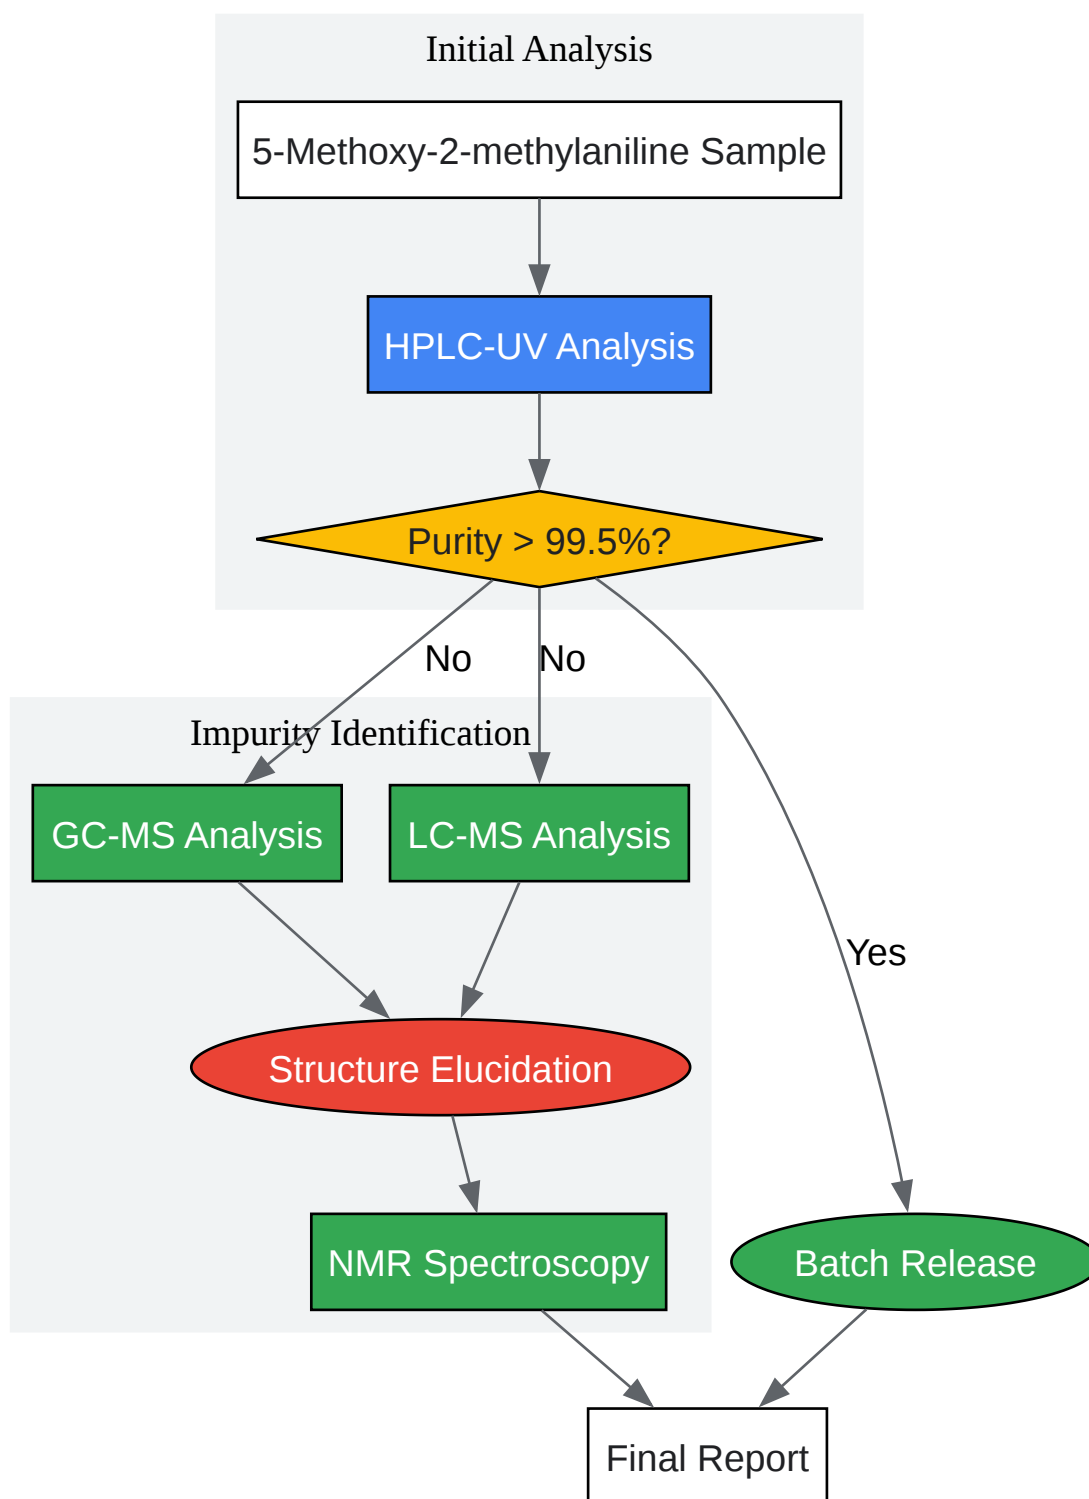 Initial Analysis
5-Methoxy-2-methylaniline Sample
HPLC-UV Analysis
Purity > 99.5%?
No
No
Impurity Identification
GC-MS Analysis
LC-MS Analysis
Yes
Structure Elucidation
NMR Spectroscopy
Batch Release
Final Report